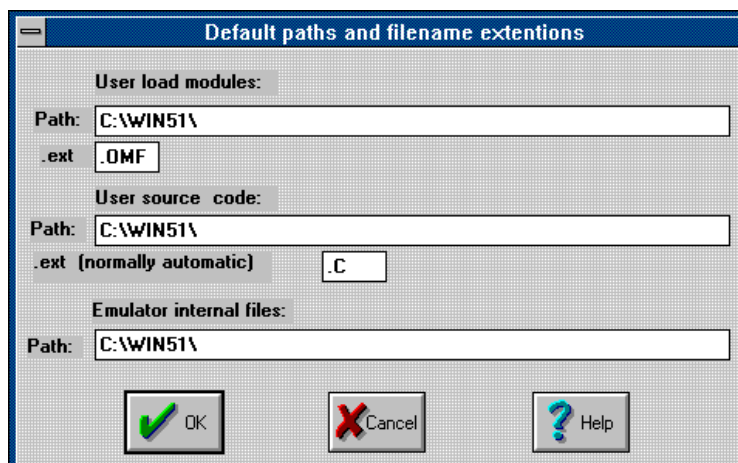 Default paths and filename extentions
User load modules:
Path: C:\WIN51\
.ext .OMF
User source code:
Path: C:\WIN51\
.ext (normally automatic) .C
Emulator internal files:
Path: C:\WIN51\
OK Cancel Help